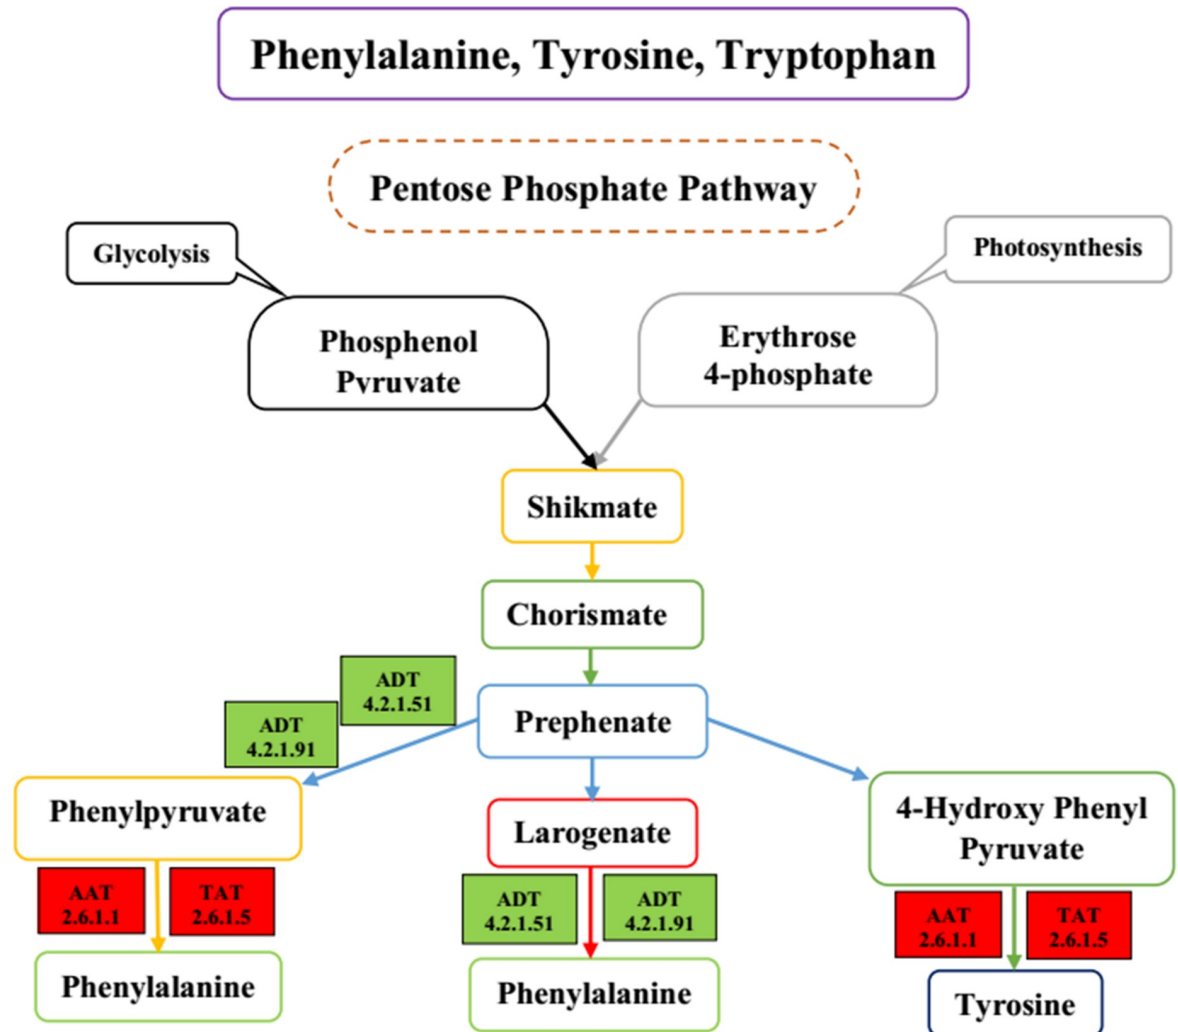 Phenylalanine, Tyrosine, Tryptophan
Pentose Phosphate Pathway
Glycolysis
Photosynthesis
Phosphenol
Pyruvate
Erythrose
4-phosphate
Shikmate
Chorismate
ADT
4.2.1.51
ADT
4.2.1.91
Prephenate
Phenylpyruvate
Larogenate
4-Hydroxy Phenyl
Pyruvate
AAT
2.6.1.1
TAT
2.6.1.5
ADT
4.2.1.51
ADT
4.2.1.91
AAT
2.6.1.1
TAT
2.6.1.5
Phenylalanine
Phenylalanine
Tyrosine